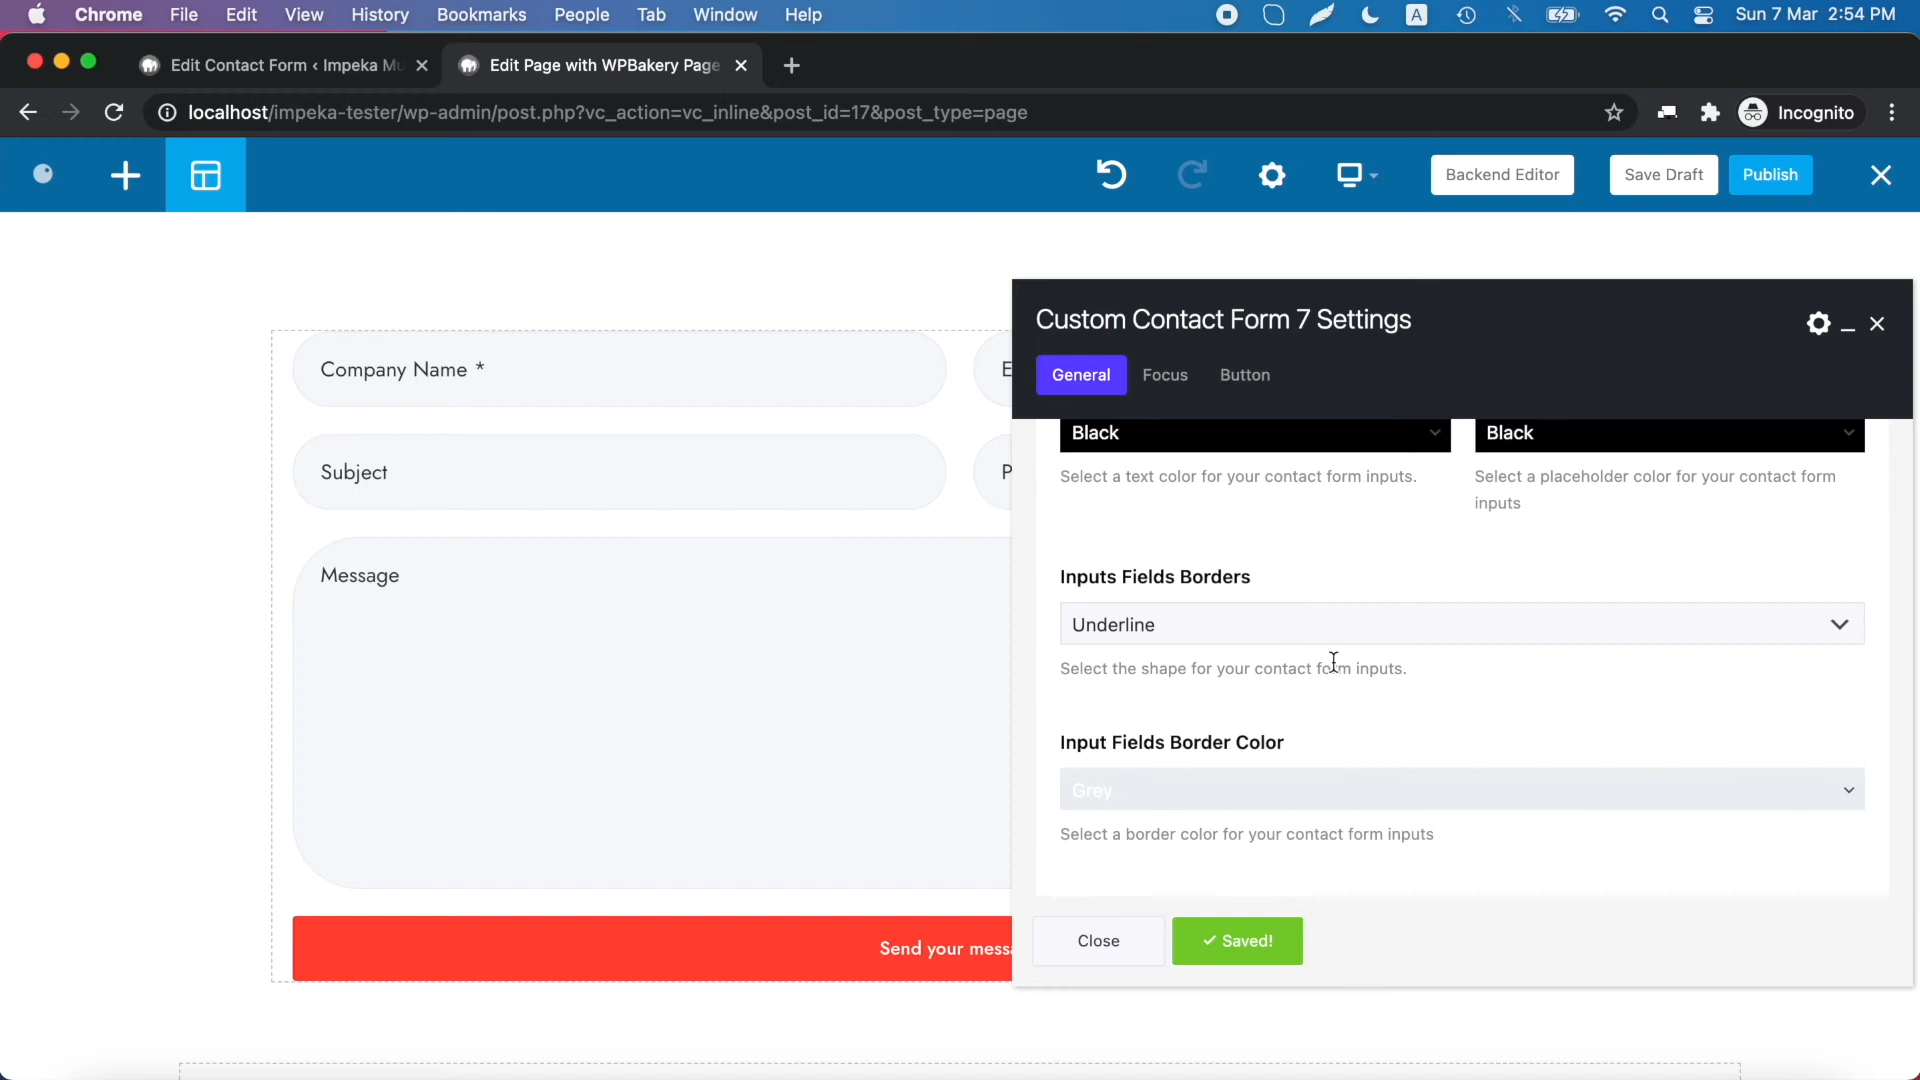 Chrome File Edit View History Bookmarks People Tab Window Help
A
Sun 7 Mar 2:54 PM
Edit Contact Form ‹ Impeka Mu
Edit Page with WPBakery Page
localhost/impeka-tester/wp-admin/post.php?vc_action=vc_inline&post_id=17&post_type=page
Incognito
Backend Editor
Save Draft
Publish
Custom Contact Form 7 Settings
General Focus Button
Company Name *
E
Black
Black
Subject
P
Select a text color for your contact form inputs.
Select a placeholder color for your contact form
inputs
Message
Inputs Fields Borders
Underline
Select the shape for your contact form inputs.
Input Fields Border Color
Grey
Select a border color for your contact form inputs
Send your messa
Close
Saved!